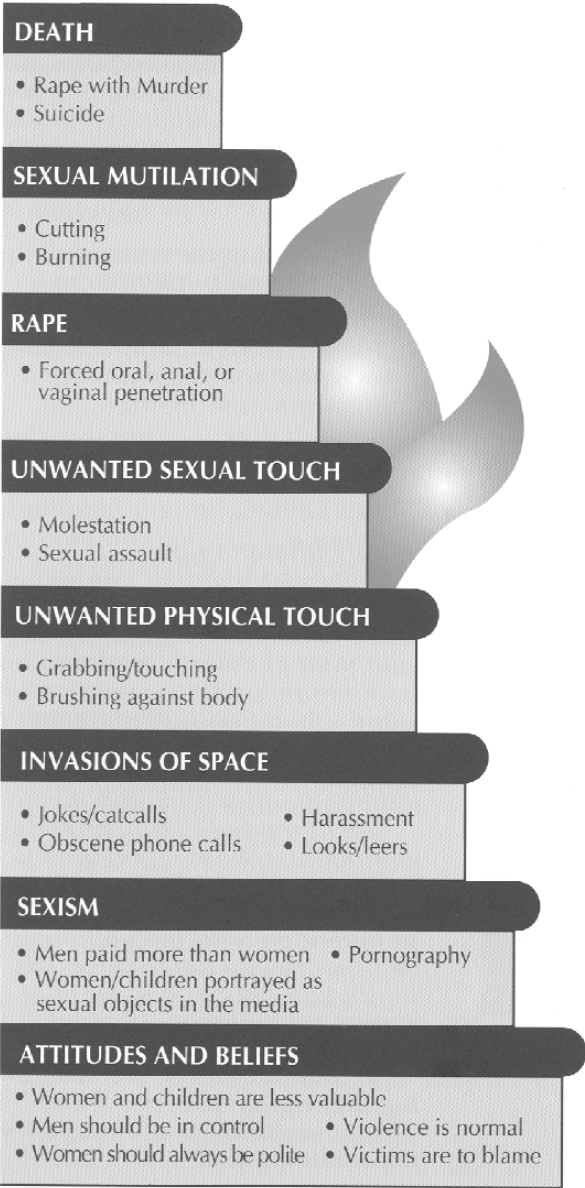 DEATH
• Rape with Murder
• Suicide
SEXUAL MUTILATION
• Cutting
• Burning
RAPE
• Forced oral, anal, or
vaginal penetration
UNWANTED SEXUAL TOUCH
• Molestation
• Sexual assault
UNWANTED PHYSICAL TOUCH
• Grabbing/touching
• Brushing against body
INVASIONS OF SPACE
• Jokes/catcalls • Harassment
• Obscene phone calls • Looks/leers
SEXISM
• Men paid more than women • Pornography
• Women/children portrayed as
sexual objects in the media
ATTITUDES AND BELIEFS
• Women and children are less valuable
• Men should be in control • Violence is normal
• Women should always be polite • Victims are to blame